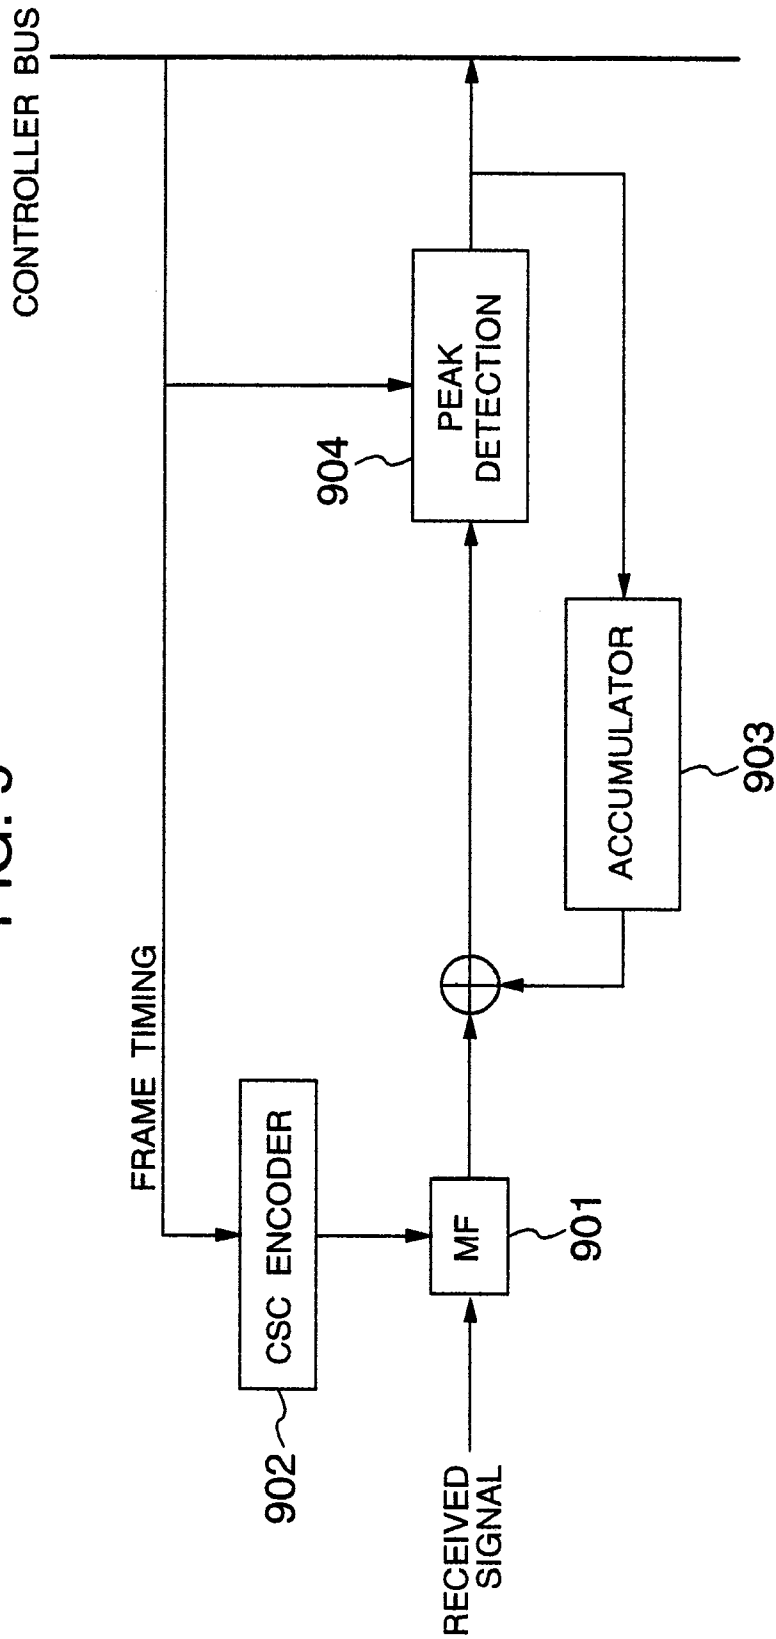 CONTROLLER BUS
FRAME TIMING
904
PEAK
DETECTION
902
CSC ENCODER
MF
901
ACCUMULATOR
903
RECEIVED
SIGNAL